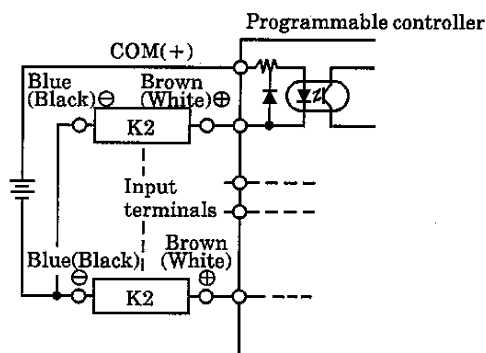 Programmable controller
COM(+)
Blue
(Black)⊖
Brown
(White)⊕
K2
Input
terminals
Brown
(White)
Blue(Black)
⊖
⊕
K2